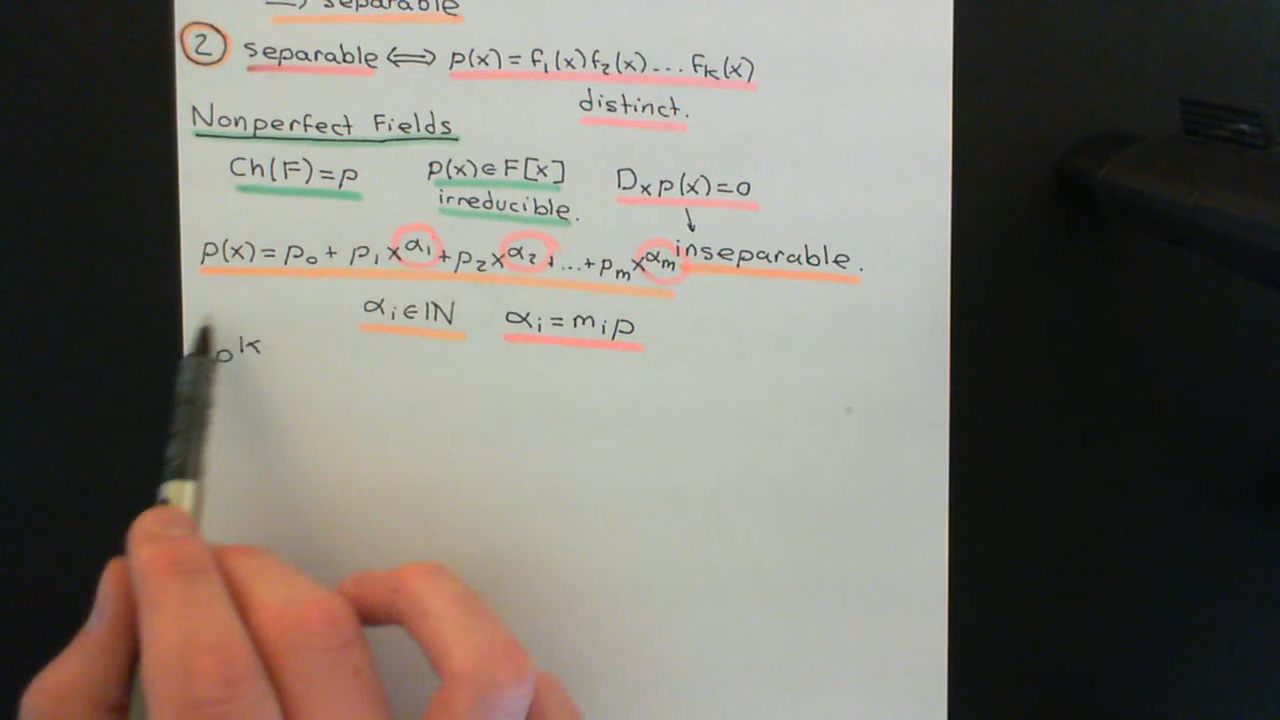 => separable
② separable ⟺ p(x) = f₁(x)f₂(x)...fₖ(x)
distinct.
Nonperfect Fields
Ch(F)=p p(x)∈F[x] Dₓp(x)=0
irreducible. ↓
p(x) = p₀ + p₁x^α₁ + p₂x^α₂ + ... + pₘx^αₘ inseparable.
αᵢ∈ℕ αᵢ=mᵢp
p^k